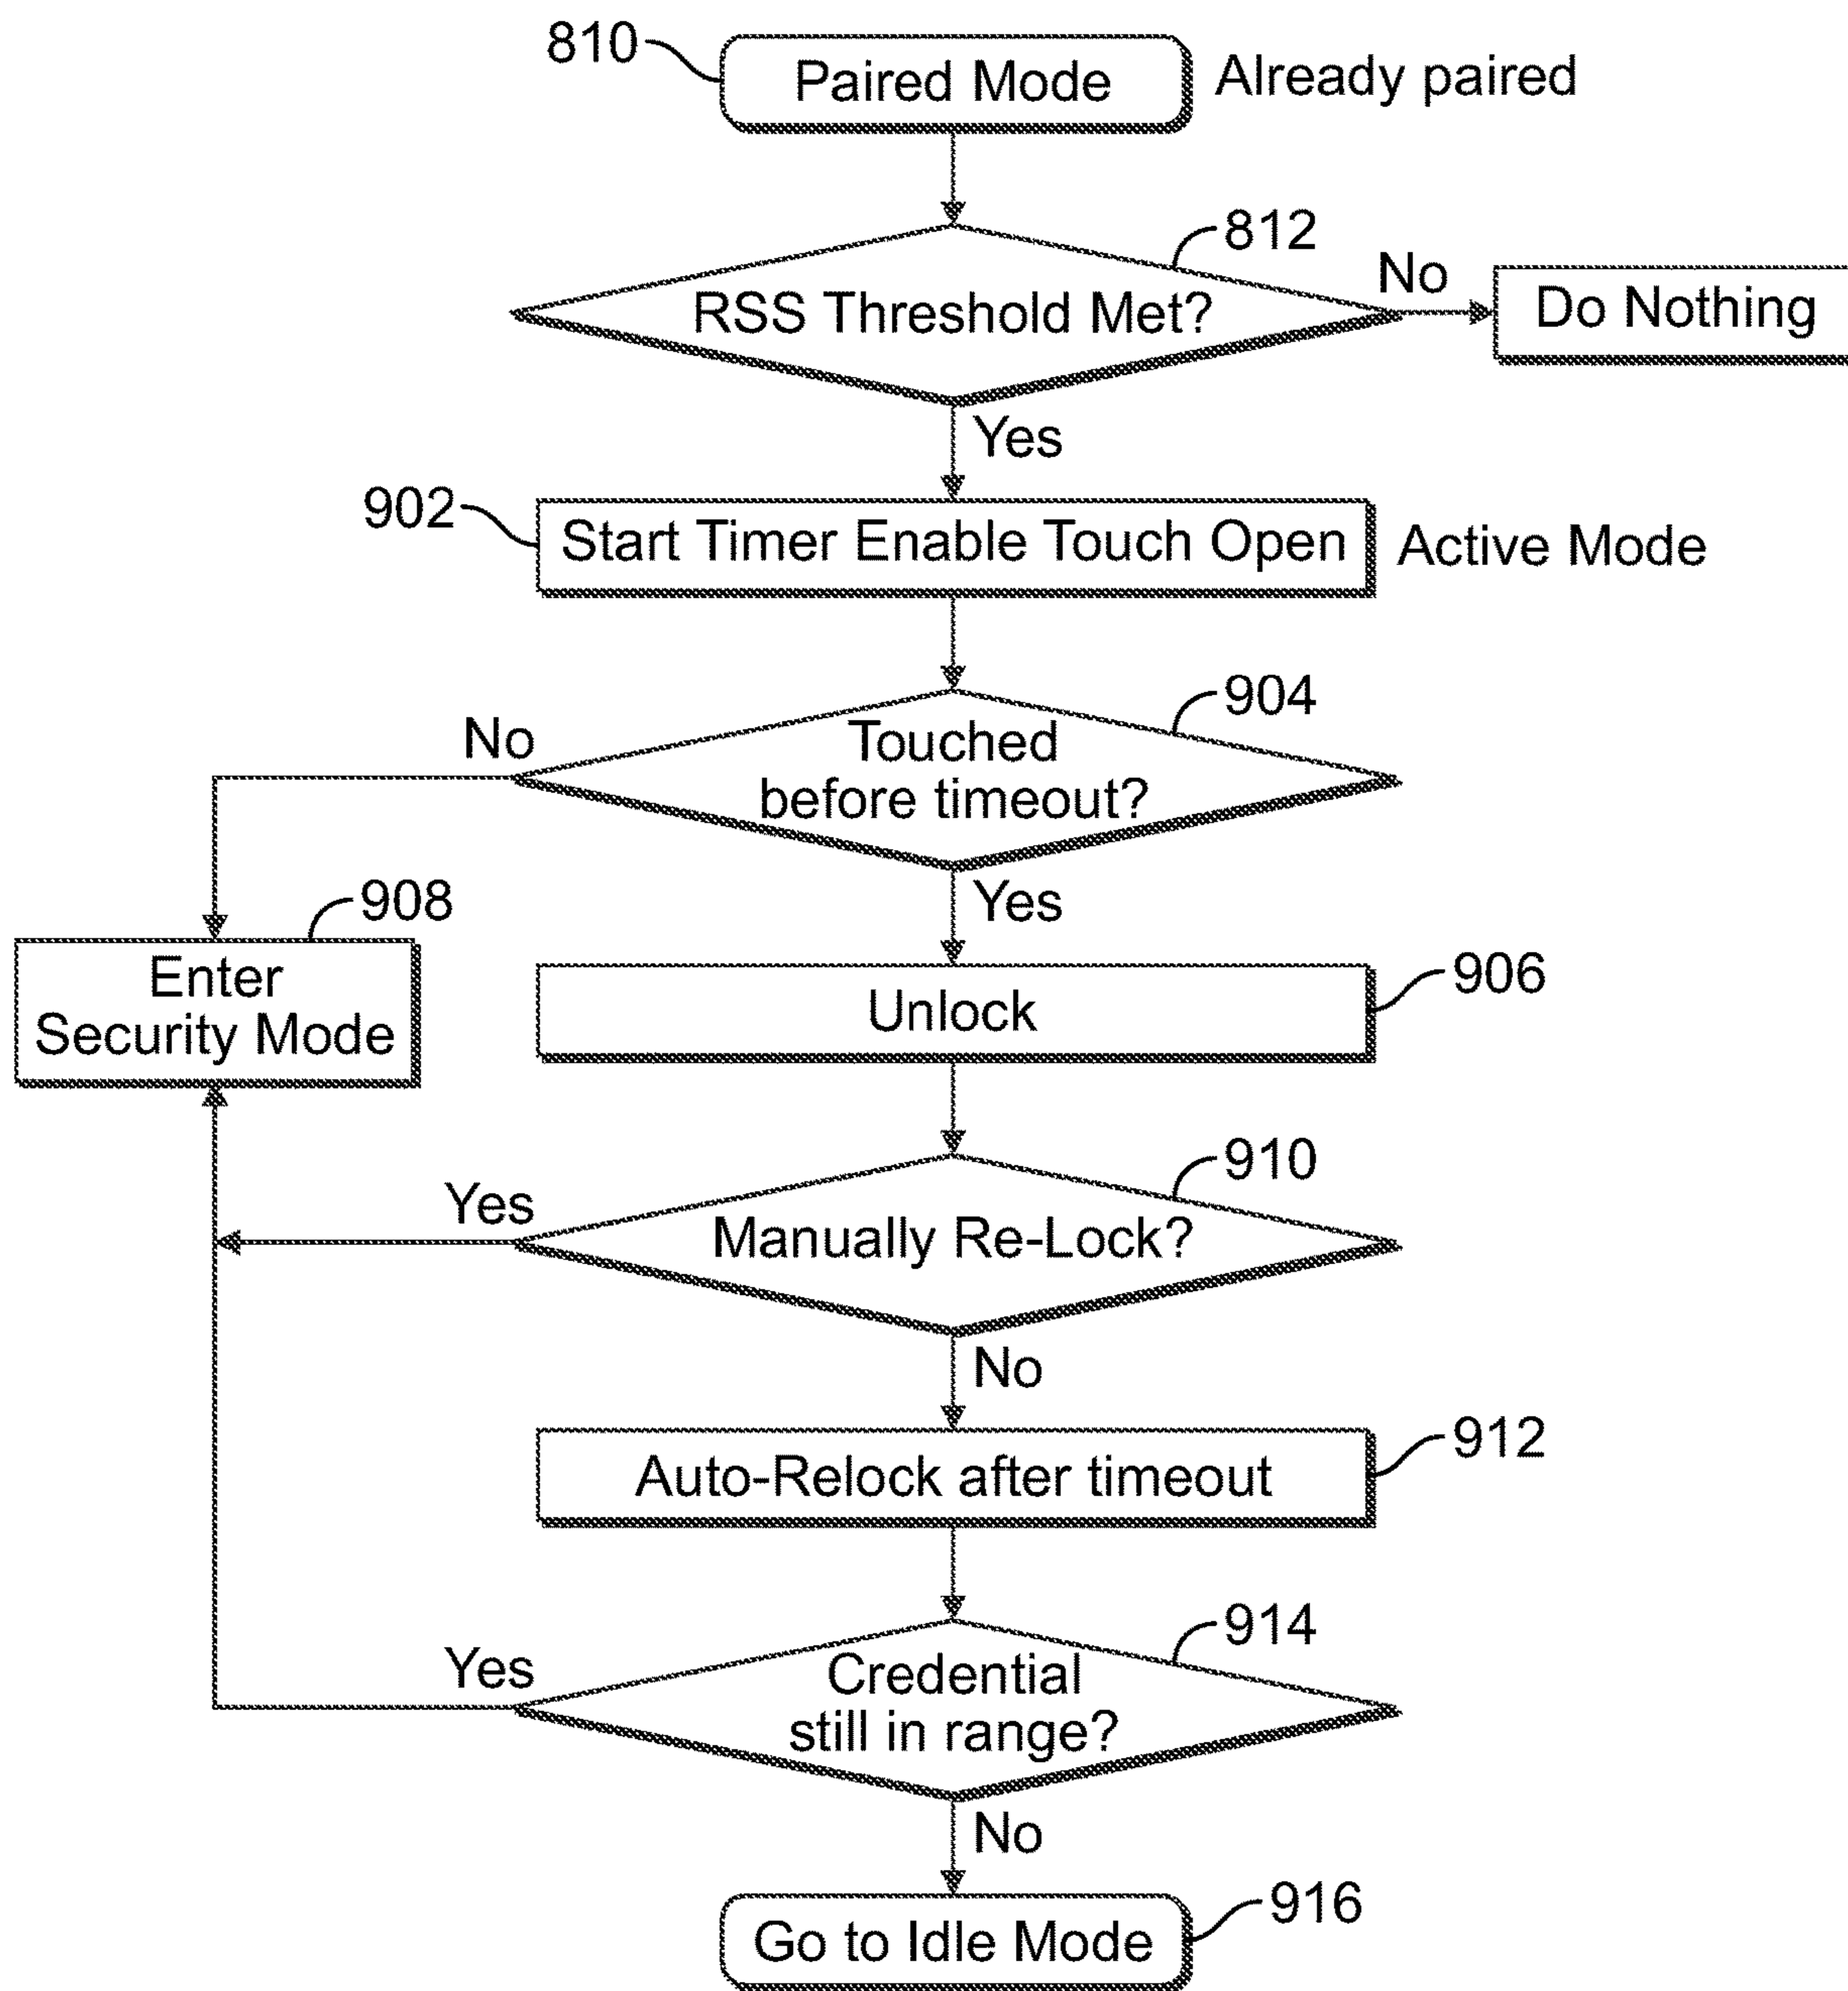 810
Paired Mode
Already paired
812
RSS Threshold Met?
No
Do Nothing
Yes
902
Start Timer Enable Touch Open
Active Mode
904
No
Touched
before timeout?
Yes
908
Enter
Security Mode
906
Unlock
910
Yes
Manually Re-Lock?
No
912
Auto-Relock after timeout
914
Yes
Credential
still in range?
No
916
Go to Idle Mode